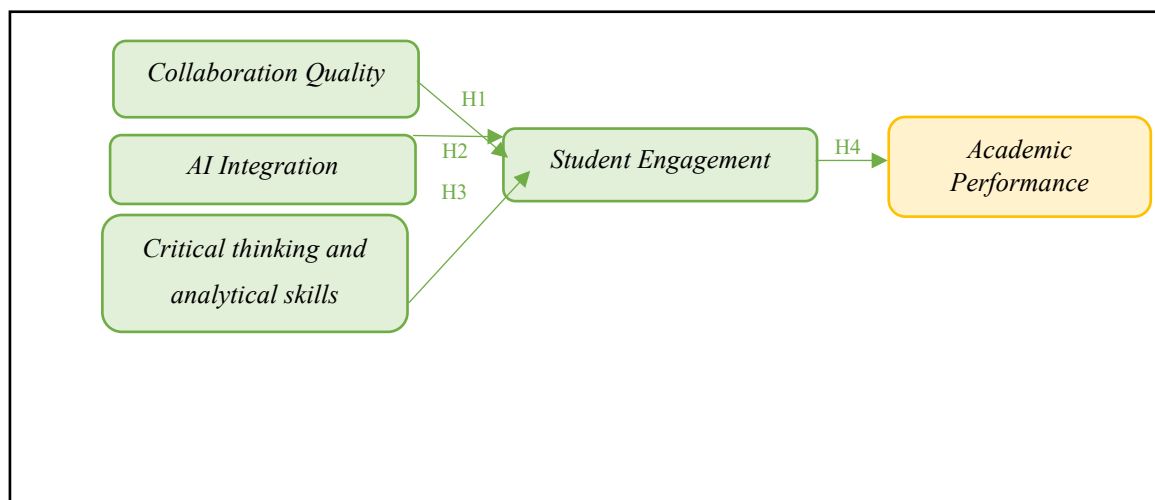 Collaboration Quality
H1
AI Integration
H2
H3
Critical thinking and
analytical skills
Student Engagement
H4
Academic
Performance